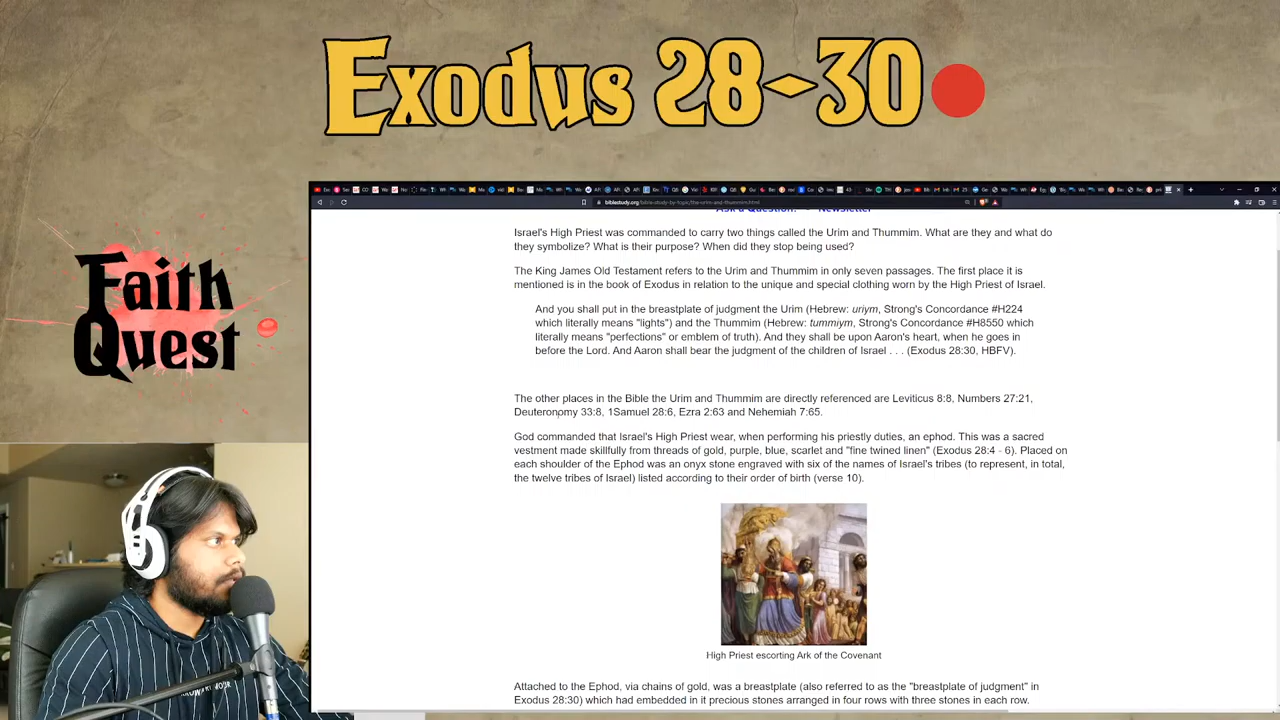 Exodus 28-30
Faith
Quest
biblestudy.org/bible-study-by-topic/the-urim-and-thummim.html
Ask a Question! - Newsletter
Israel's High Priest was commanded to carry two things called the Urim and Thummim. What are they and what do
they symbolize? What is their purpose? When did they stop being used?
The King James Old Testament refers to the Urim and Thummim in only seven passages. The first place it is
mentioned is in the book of Exodus in relation to the unique and special clothing worn by the High Priest of Israel.
And you shall put in the breastplate of judgment the Urim (Hebrew: uriym, Strong's Concordance #H224
which literally means "lights") and the Thummim (Hebrew: tummiym, Strong's Concordance #H8550 which
literally means "perfections" or emblem of truth). And they shall be upon Aaron's heart, when he goes in
before the Lord. And Aaron shall bear the judgment of the children of Israel . . . (Exodus 28:30, HBFV).
The other places in the Bible the Urim and Thummim are directly referenced are Leviticus 8:8, Numbers 27:21,
Deuteronomy 33:8, 1Samuel 28:6, Ezra 2:63 and Nehemiah 7:65.
God commanded that Israel's High Priest wear, when performing his priestly duties, an ephod. This was a sacred
vestment made skillfully from threads of gold, purple, blue, scarlet and "fine twined linen" (Exodus 28:4 - 6). Placed on
each shoulder of the Ephod was an onyx stone engraved with six of the names of Israel's tribes (to represent, in total,
the twelve tribes of Israel) listed according to their order of birth (verse 10).
High Priest escorting Ark of the Covenant
Attached to the Ephod, via chains of gold, was a breastplate (also referred to as the "breastplate of judgment" in
Exodus 28:30) which had embedded in it precious stones arranged in four rows with three stones in each row.